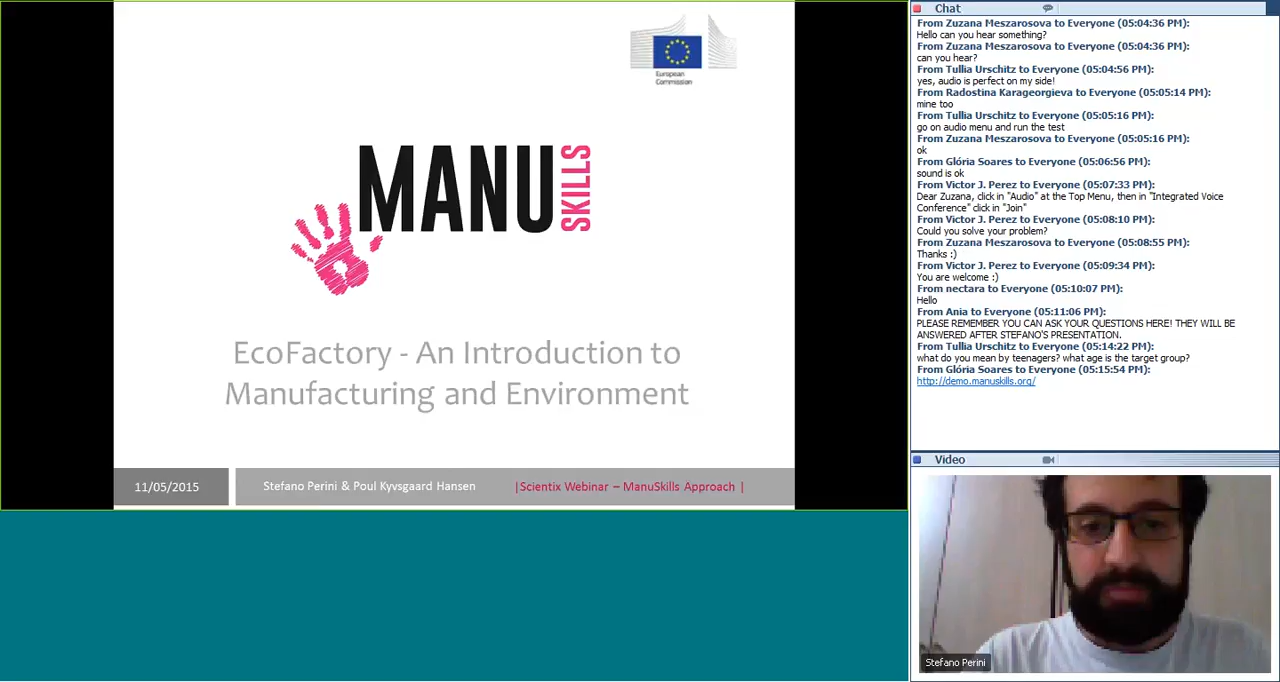 European
Commission
MANU
SKILLS
EcoFactory - An Introduction to
Manufacturing and Environment
11/05/2015
Stefano Perini & Poul Kyvsgaard Hansen
|Scientix Webinar – ManuSkills Approach |
Chat
From Zuzana Meszarosova to Everyone (05:04:36 PM):
Hello can you hear something?
From Zuzana Meszarosova to Everyone (05:04:36 PM):
can you hear?
From Tullia Urschitz to Everyone (05:04:56 PM):
yes, audio is perfect on my side!
From Radostina Karageorgieva to Everyone (05:05:14 PM):
mine too
From Tullia Urschitz to Everyone (05:05:16 PM):
go on audio menu and run the test
From Zuzana Meszarosova to Everyone (05:05:16 PM):
ok
From Glória Soares to Everyone (05:06:56 PM):
sound is ok
From Victor J. Perez to Everyone (05:07:33 PM):
Dear Zuzana, click in "Audio" at the Top Menu, then in "Integrated Voice
Conference" click in "Join"
From Victor J. Perez to Everyone (05:08:10 PM):
Could you solve your problem?
From Zuzana Meszarosova to Everyone (05:08:55 PM):
Thanks :)
From Victor J. Perez to Everyone (05:09:34 PM):
You are welcome :)
From nectara to Everyone (05:10:07 PM):
Hello
From Ania to Everyone (05:11:06 PM):
PLEASE REMEMBER YOU CAN ASK YOUR QUESTIONS HERE! THEY WILL BE
ANSWERED AFTER STEFANO'S PRESENTATION.
From Tullia Urschitz to Everyone (05:14:22 PM):
what do you mean by teenagers? what age is the target group?
From Glória Soares to Everyone (05:15:54 PM):
http://demo.manuskills.org/
Video
Stefano Perini